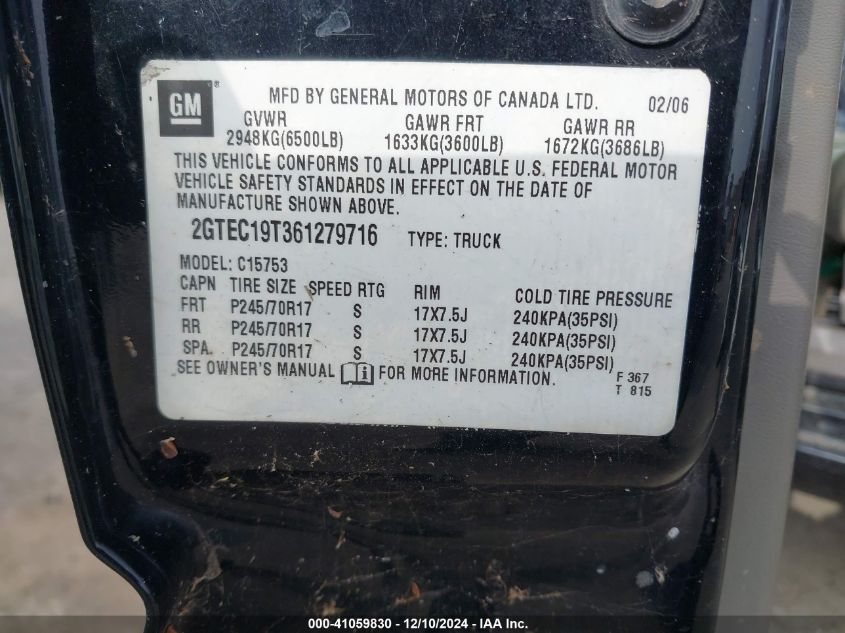 GM ® MFD BY GENERAL MOTORS OF CANADA LTD. 02/06
GVWR GAWR FRT GAWR RR
2948KG(6500LB) 1633KG(3600LB) 1672KG(3686LB)
THIS VEHICLE CONFORMS TO ALL APPLICABLE U.S. FEDERAL MOTOR
VEHICLE SAFETY STANDARDS IN EFFECT ON THE DATE OF
MANUFACTURE SHOWN ABOVE.
2GTEC19T361279716 TYPE: TRUCK
MODEL: C15753
CAPN TIRE SIZE SPEED RTG RIM COLD TIRE PRESSURE
FRT P245/70R17 S 17X7.5J 240KPA(35PSI)
RR P245/70R17 S 17X7.5J 240KPA(35PSI)
SPA. P245/70R17 S 17X7.5J 240KPA(35PSI)
SEE OWNER'S MANUAL i FOR MORE INFORMATION.
F 367
T 815
000-41059830 - 12/10/2024 - IAA Inc.